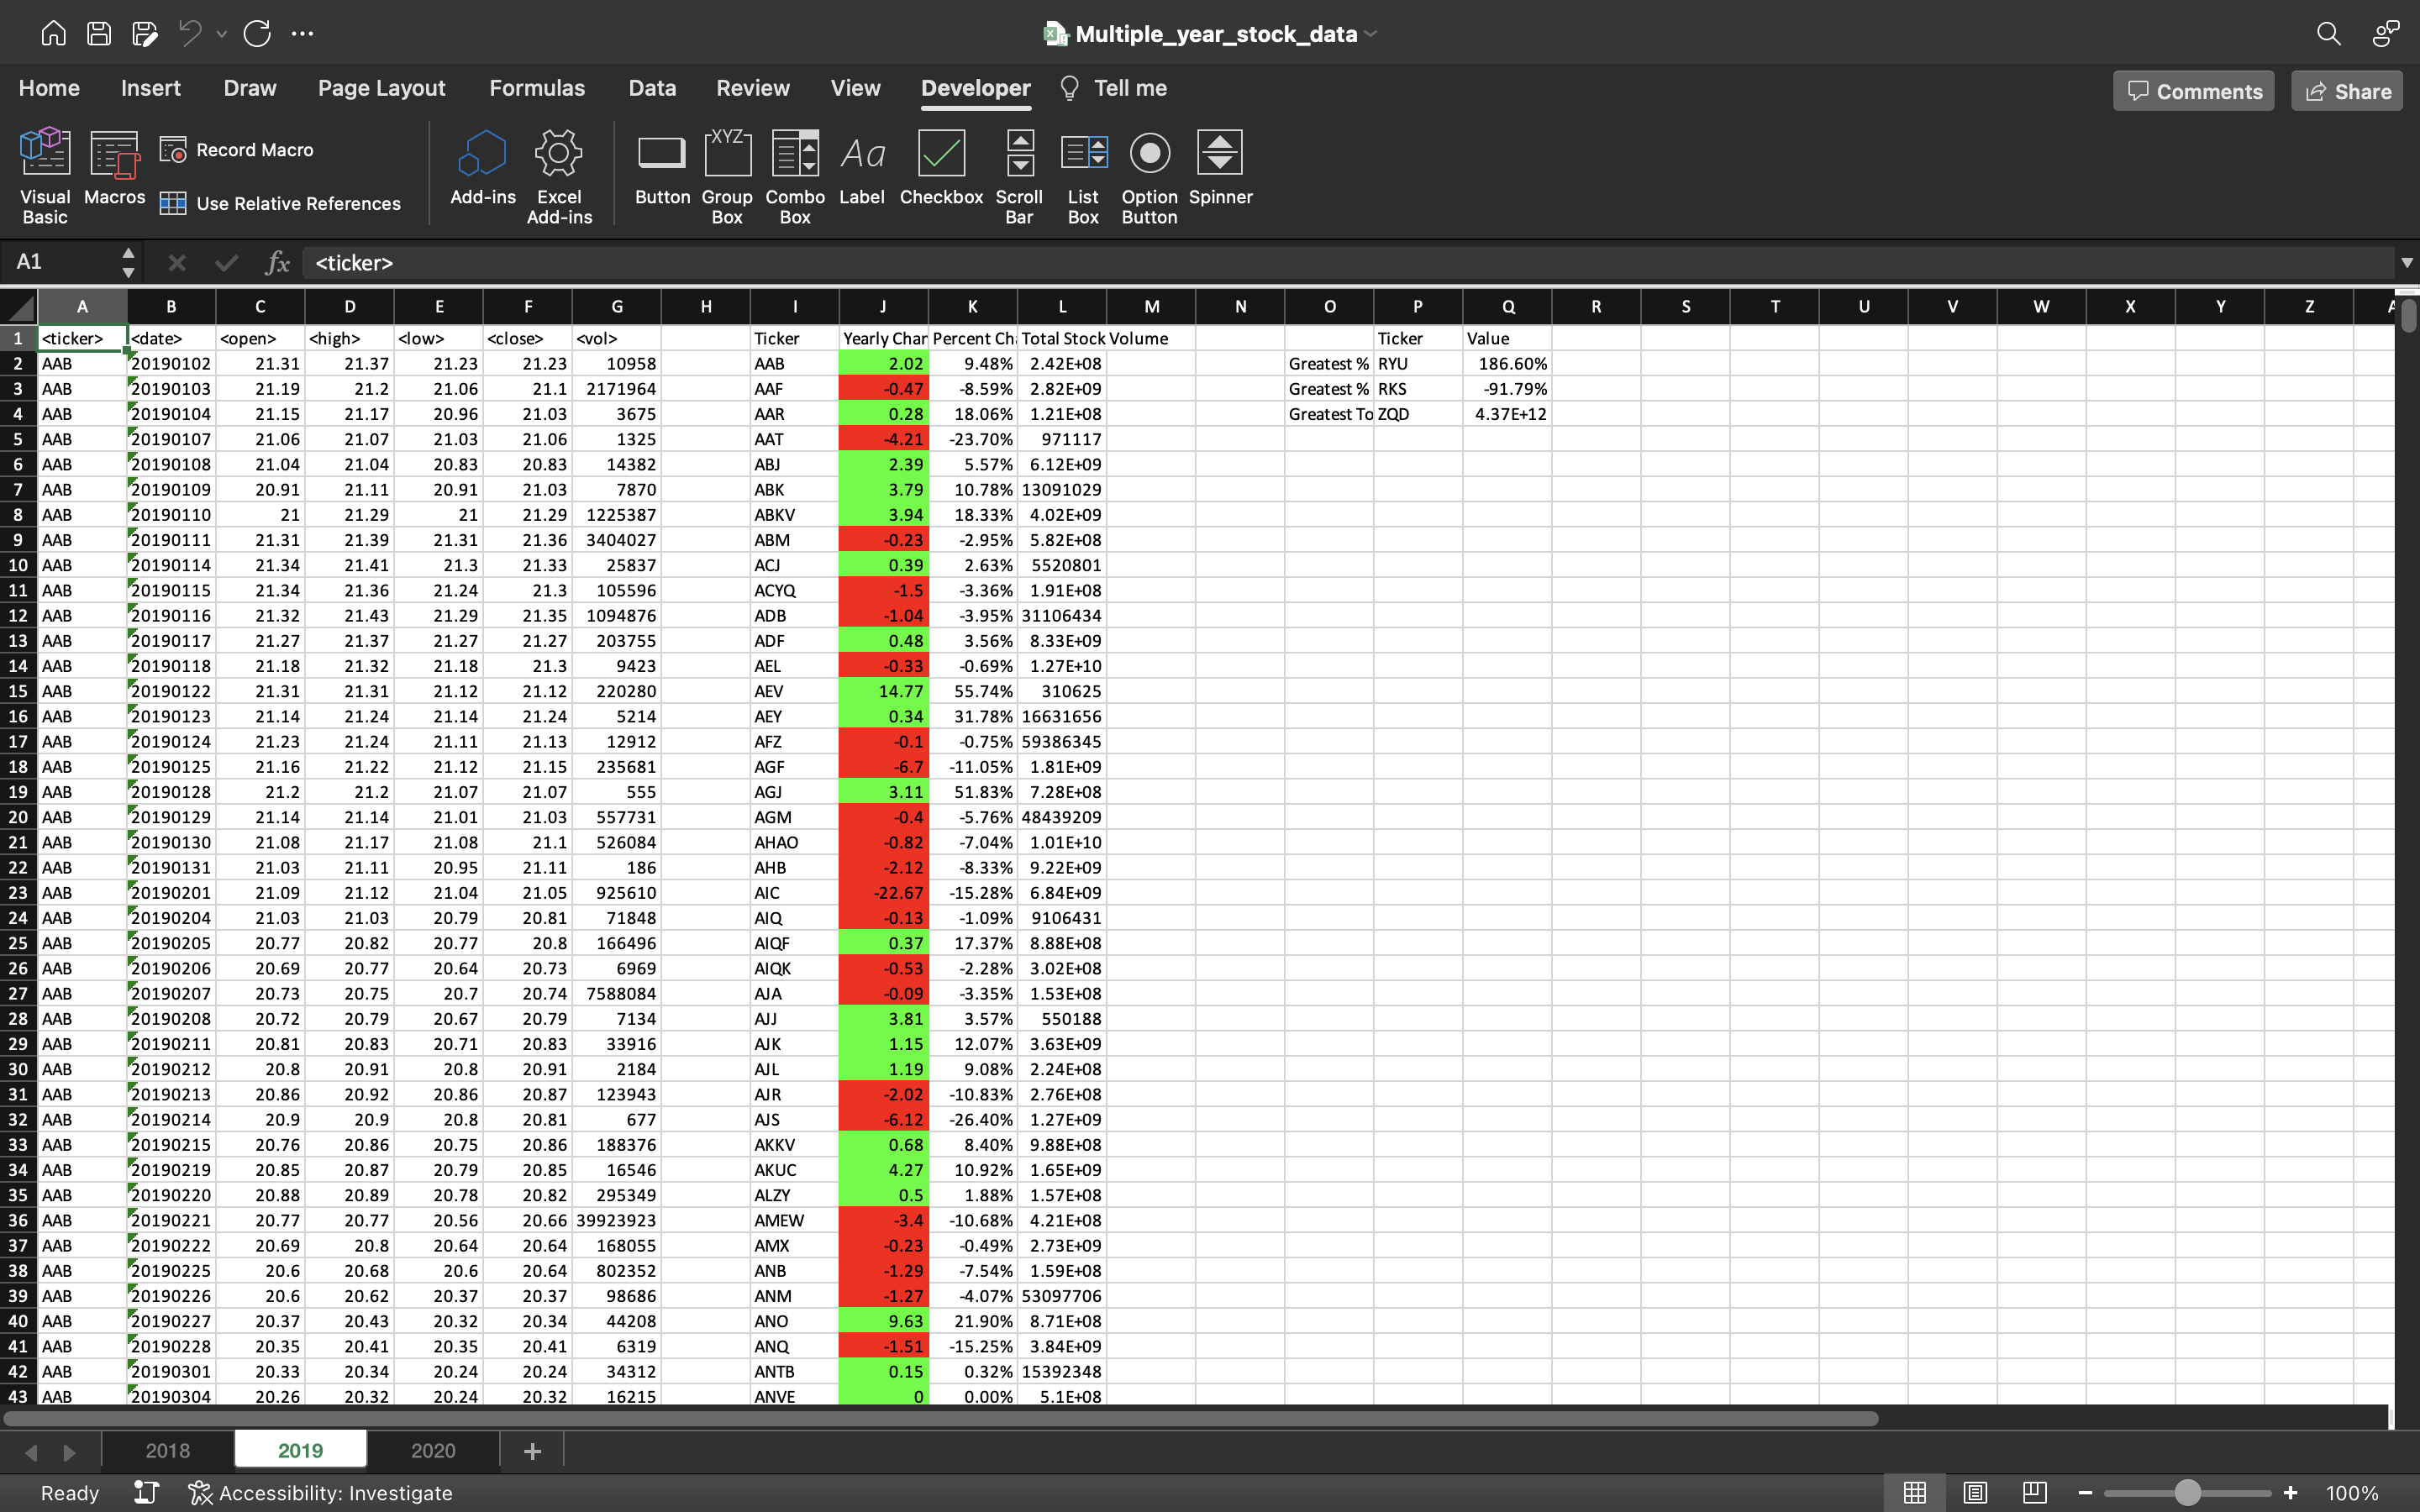 Multiple_year_stock_data
Home Insert Draw Page Layout Formulas Data Review View Developer Tell me Comments Share
Visual Basic Macros Record Macro Use Relative References Add-ins Excel Add-ins Button XYZ Group Box Combo Box Aa Label Checkbox Scroll Bar List Box Option Button Spinner
A1 fx <ticker>
A B C D E F G H I J K L M N O P Q R S T U V W X Y Z
1 <ticker> <date> <open> <high> <low> <close> <vol> Ticker Yearly Char Percent Ch Total Stock Volume Ticker Value
2 AAB 20190102 21.31 21.37 21.23 21.23 10958 AAB 2.02 9.48% 2.42E+08 Greatest % RYU 186.60%
3 AAB 20190103 21.19 21.2 21.06 21.1 2171964 AAF -0.47 -8.59% 2.82E+09 Greatest % RKS -91.79%
4 AAB 20190104 21.15 21.17 20.96 21.03 3675 AAR 0.28 18.06% 1.21E+08 Greatest To ZQD 4.37E+12
5 AAB 20190107 21.06 21.07 21.03 21.06 1325 AAT -4.21 -23.70% 971117
6 AAB 20190108 21.04 21.04 20.83 20.83 14382 ABJ 2.39 5.57% 6.12E+09
7 AAB 20190109 20.91 21.11 20.91 21.03 7870 ABK 3.79 10.78% 13091029
8 AAB 20190110 21 21.29 21 21.29 1225387 ABKV 3.94 18.33% 4.02E+09
9 AAB 20190111 21.31 21.39 21.31 21.36 3404027 ABM -0.23 -2.95% 5.82E+08
10 AAB 20190114 21.34 21.41 21.3 21.33 25837 ACJ 0.39 2.63% 5520801
11 AAB 20190115 21.34 21.36 21.24 21.3 105596 ACYQ -1.5 -3.36% 1.91E+08
12 AAB 20190116 21.32 21.43 21.29 21.35 1094876 ADB -1.04 -3.95% 31106434
13 AAB 20190117 21.27 21.37 21.27 21.27 203755 ADF 0.48 3.56% 8.33E+09
14 AAB 20190118 21.18 21.32 21.18 21.3 9423 AEL -0.33 -0.69% 1.27E+10
15 AAB 20190122 21.31 21.31 21.12 21.12 220280 AEV 14.77 55.74% 310625
16 AAB 20190123 21.14 21.24 21.14 21.24 5214 AEY 0.34 31.78% 16631656
17 AAB 20190124 21.23 21.24 21.11 21.13 12912 AFZ -0.1 -0.75% 59386345
18 AAB 20190125 21.16 21.22 21.12 21.15 235681 AGF -6.7 -11.05% 1.81E+09
19 AAB 20190128 21.2 21.2 21.07 21.07 555 AGJ 3.11 51.83% 7.28E+08
20 AAB 20190129 21.14 21.14 21.01 21.03 557731 AGM -0.4 -5.76% 48439209
21 AAB 20190130 21.08 21.17 21.08 21.1 526084 AHAO -0.82 -7.04% 1.01E+10
22 AAB 20190131 21.03 21.11 20.95 21.11 186 AHB -2.12 -8.33% 9.22E+09
23 AAB 20190201 21.09 21.12 21.04 21.05 925610 AIC -22.67 -15.28% 6.84E+09
24 AAB 20190204 21.03 21.03 20.79 20.81 71848 AIQ -0.13 -1.09% 9106431
25 AAB 20190205 20.77 20.82 20.77 20.8 166496 AIQF 0.37 17.37% 8.88E+08
26 AAB 20190206 20.69 20.77 20.64 20.73 6969 AIQK -0.53 -2.28% 3.02E+08
27 AAB 20190207 20.73 20.75 20.7 20.74 7588084 AJA -0.09 -3.35% 1.53E+08
28 AAB 20190208 20.72 20.79 20.67 20.79 7134 AJJ 3.81 3.57% 550188
29 AAB 20190211 20.81 20.83 20.71 20.83 33916 AJK 1.15 12.07% 3.63E+09
30 AAB 20190212 20.8 20.91 20.8 20.91 2184 AJL 1.19 9.08% 2.24E+08
31 AAB 20190213 20.86 20.92 20.86 20.87 123943 AJR -2.02 -10.83% 2.76E+08
32 AAB 20190214 20.9 20.9 20.8 20.81 677 AJS -6.12 -26.40% 1.27E+09
33 AAB 20190215 20.76 20.86 20.75 20.86 188376 AKKV 0.68 8.40% 9.88E+08
34 AAB 20190219 20.85 20.87 20.79 20.85 16546 AKUC 4.27 10.92% 1.65E+09
35 AAB 20190220 20.88 20.89 20.78 20.82 295349 ALZY 0.5 1.88% 1.57E+08
36 AAB 20190221 20.77 20.77 20.56 20.66 39923923 AMEW -3.4 -10.68% 4.21E+08
37 AAB 20190222 20.69 20.8 20.64 20.64 168055 AMX -0.23 -0.49% 2.73E+09
38 AAB 20190225 20.6 20.68 20.6 20.64 802352 ANB -1.29 -7.54% 1.59E+08
39 AAB 20190226 20.6 20.62 20.37 20.37 98686 ANM -1.27 -4.07% 53097706
40 AAB 20190227 20.37 20.43 20.32 20.34 44208 ANO 9.63 21.90% 8.71E+08
41 AAB 20190228 20.35 20.41 20.35 20.41 6319 ANQ -1.51 -15.25% 3.84E+09
42 AAB 20190301 20.33 20.34 20.24 20.24 34312 ANTB 0.15 0.32% 15392348
43 AAB 20190304 20.26 20.32 20.24 20.32 16215 ANVE 0 0.00% 5.1E+08
2018 2019 2020
Ready Accessibility: Investigate 100%